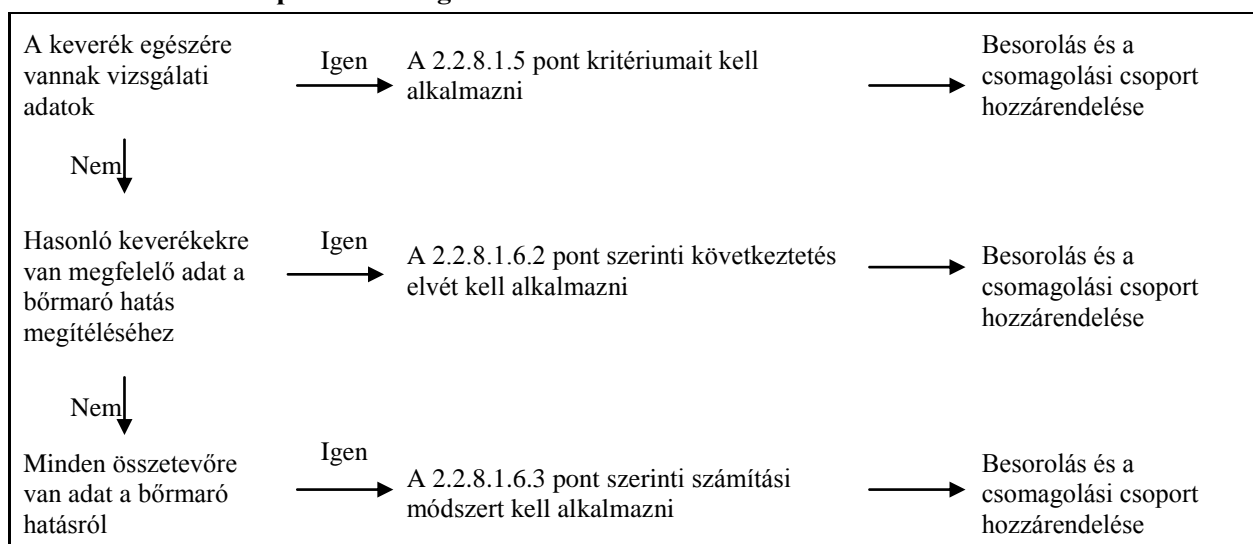 A keverék egészére
vannak vizsgálati
adatok
Igen
A 2.2.8.1.5 pont kritériumait kell
alkalmazni
Besorolás és a
csomagolási csoport
hozzárendelése
Nem
Hasonló keverékekre
van megfelelő adat a
bőrmaró hatás
megítéléséhez
Igen
A 2.2.8.1.6.2 pont szerinti következtetés
elvét kell alkalmazni
Besorolás és a
csomagolási csoport
hozzárendelése
Nem
Minden összetevőre
van adat a bőrmaró
hatásról
Igen
A 2.2.8.1.6.3 pont szerinti számítási
módszert kell alkalmazni
Besorolás és a
csomagolási csoport
hozzárendelése